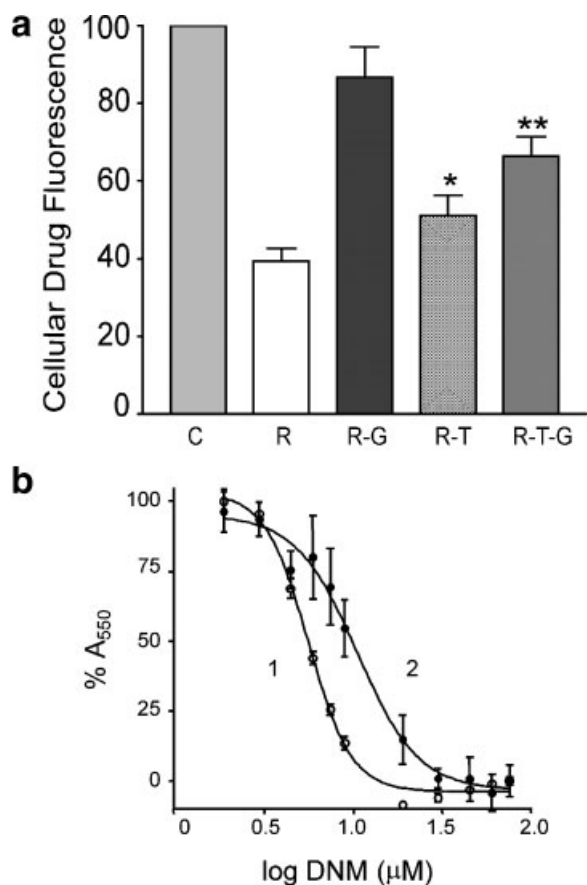 a
Cellular Drug Fluorescence
100
80
60
40
20
0
*
**
C R R-G R-T R-T-G
b
% A550
100
75
50
25
0
1 2
0 0.5 1.0 1.5 2.0
log DNM (μM)